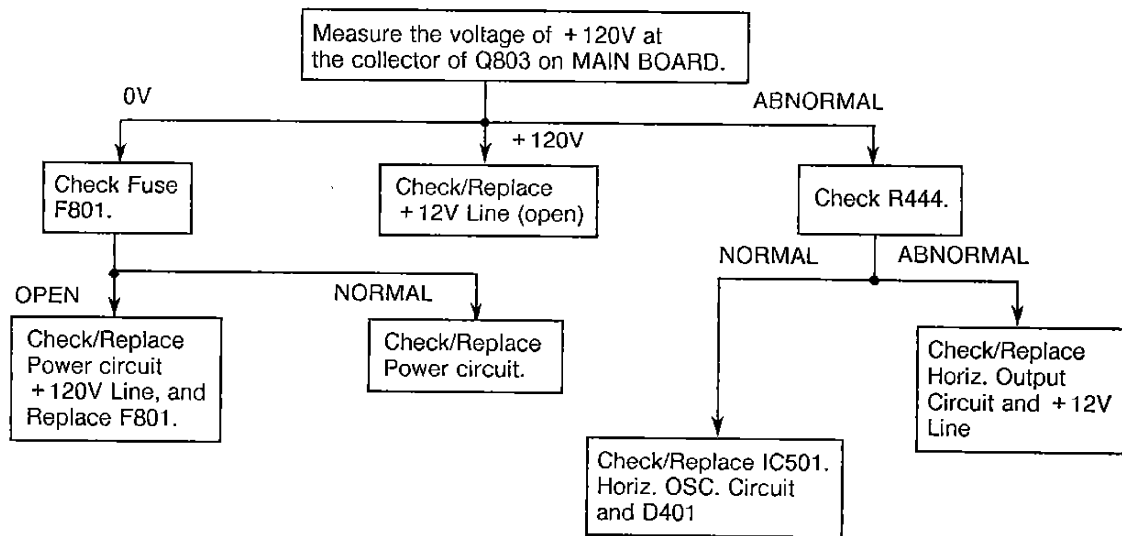 Measure the voltage of +120V at
the collector of Q803 on MAIN BOARD.
0V
+120V
ABNORMAL
Check Fuse
F801.
Check/Replace
+12V Line (open)
Check R444.
OPEN
NORMAL
NORMAL
ABNORMAL
Check/Replace
Power circuit
+120V Line, and
Replace F801.
Check/Replace
Power circuit.
Check/Replace
Horiz. Output
Circuit and +12V
Line
Check/Replace IC501.
Horiz. OSC. Circuit
and D401